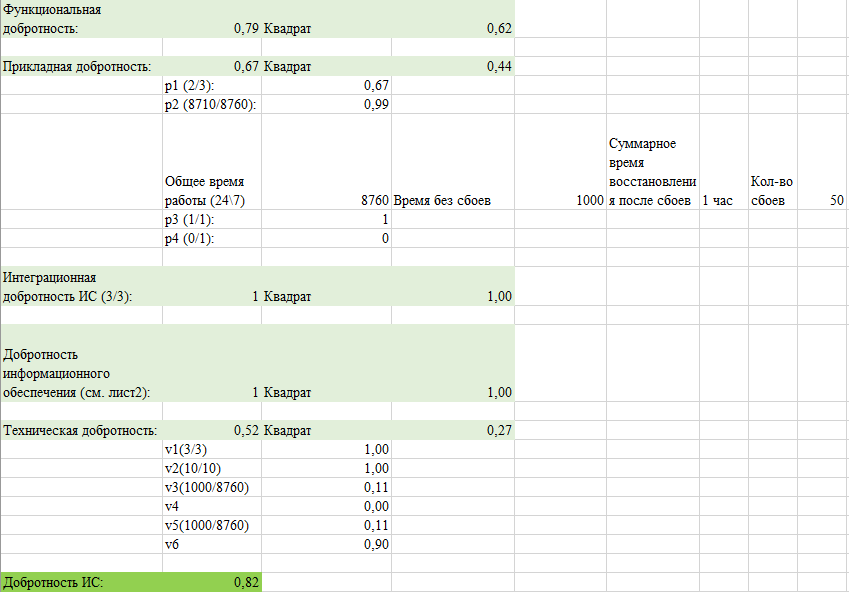 Функциональная
добротность: 0,79 Квадрат 0,62
Прикладная добротность: 0,67 Квадрат 0,44
p1 (2/3): 0,67
p2 (8710/8760): 0,99
Суммарное
время
Общее время восстановлени Кол-во
работы (24\7) 8760 Время без сбоев 1000 я после сбоев 1 час сбоев 50
p3 (1/1): 1
p4 (0/1): 0
Интеграционная
добротность ИС (3/3): 1 Квадрат 1,00
Добротность
информационного
обеспечения (см. лист2): 1 Квадрат 1,00
Техническая добротность: 0,52 Квадрат 0,27
v1(3/3) 1,00
v2(10/10) 1,00
v3(1000/8760) 0,11
v4 0,00
v5(1000/8760) 0,11
v6 0,90
Добротность ИС: 0,82